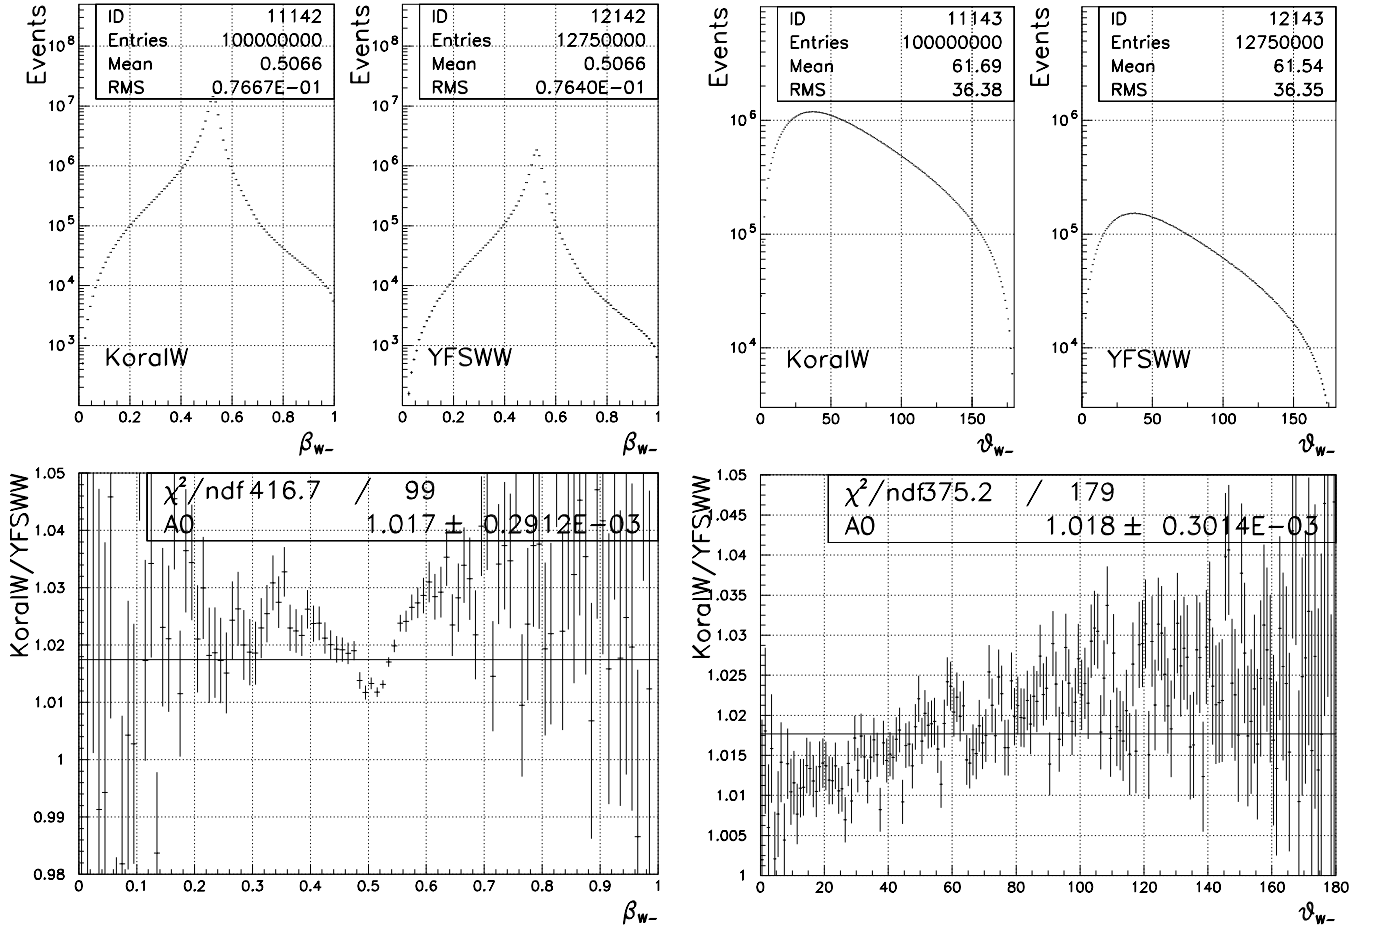 Events
ID 11142
Entries 100000000
Mean 0.5066
RMS 0.7667E-01
10^8
10^7
10^6
10^5
10^4
10^3
KoralW
0 0.2 0.4 0.6 0.8 1
β_W−
Events
ID 12142
Entries 12750000
Mean 0.5066
RMS 0.7640E-01
10^8
10^7
10^6
10^5
10^4
10^3
YFSWW
0 0.2 0.4 0.6 0.8 1
β_W−
Events
ID 11143
Entries 100000000
Mean 61.69
RMS 36.38
10^6
10^5
10^4
KoralW
0 50 100 150
ϑ_W−
Events
ID 12143
Entries 12750000
Mean 61.54
RMS 36.35
10^6
10^5
10^4
YFSWW
0 50 100 150
ϑ_W−
KoralW/YFSWW
χ²/ndf 416.7 / 99
A0 1.017 ± 0.2912E−03
1.05
1.04
1.03
1.02
1.01
1
0.99
0.98
0 0.1 0.2 0.3 0.4 0.5 0.6 0.7 0.8 0.9 1
β_W−
KoralW/YFSWW
χ²/ndf 375.2 / 179
A0 1.018 ± 0.3014E−03
1.05
1.045
1.04
1.035
1.03
1.025
1.02
1.015
1.01
1.005
1
0 20 40 60 80 100 120 140 160 180
ϑ_W−